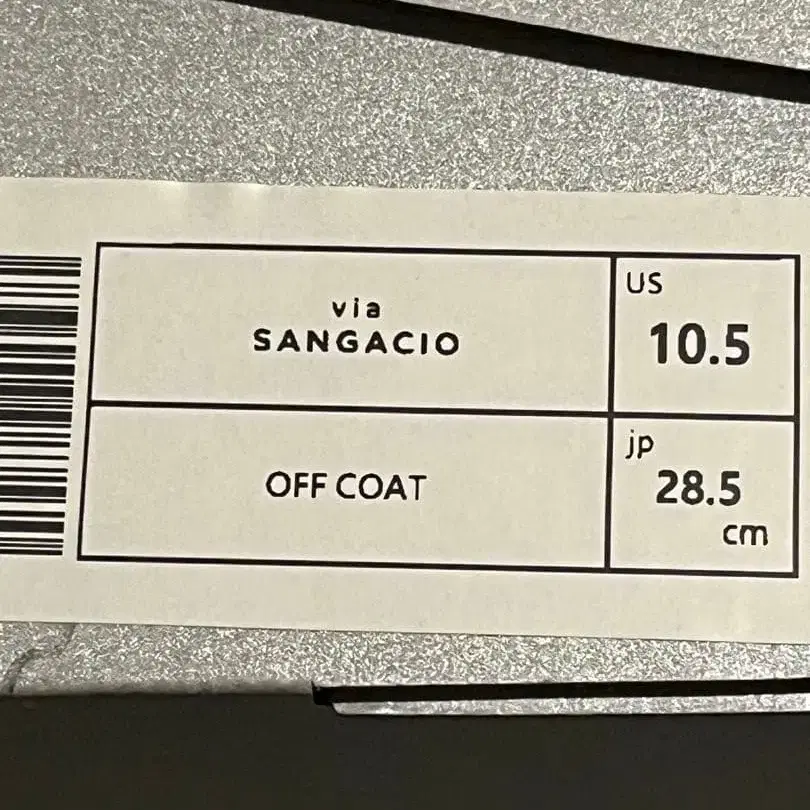 via
SANGACIO
US
10.5
OFF COAT
jp
28.5
cm